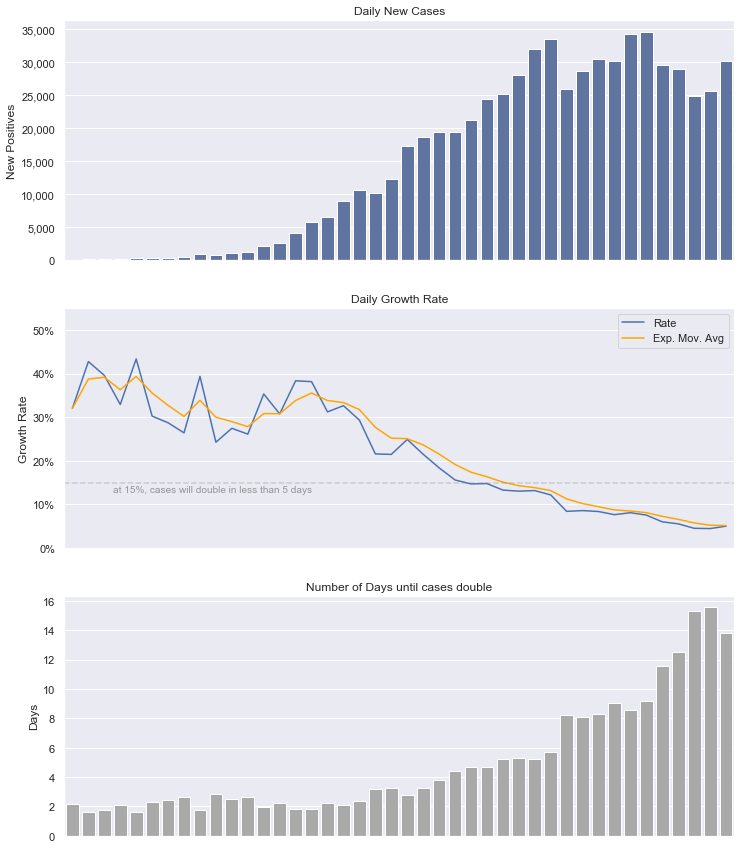 Daily New Cases
35,000
30,000
25,000
20,000
15,000
10,000
5,000
0
New Positives
Daily Growth Rate
50%
40%
30%
20%
10%
0%
Growth Rate
Rate
Exp. Mov. Avg
at 15%, cases will double in less than 5 days
Number of Days until cases double
16
14
12
10
8
6
4
2
0
Days